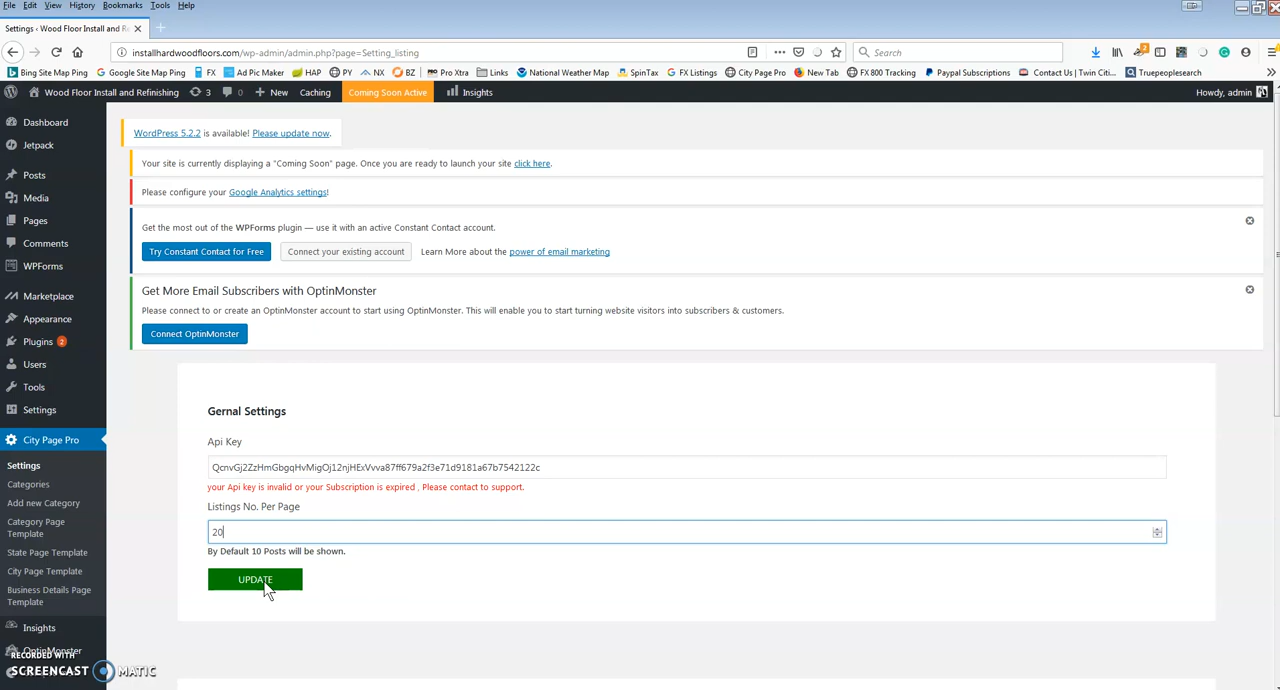 File Edit View History Bookmarks Tools Help
Settings ‹ Wood Floor Install and Re
installhardwoodfloors.com/wp-admin/admin.php?page=Setting_listing
Search
Bing Site Map Ping Google Site Map Ping FX Ad Pic Maker HAP PY NX BZ Pro Xtra Links National Weather Map SpinTax FX Listings City Page Pro New Tab FX 800 Tracking Paypal Subscriptions Contact Us | Twin Citi... Truepeoplesearch
Wood Floor Install and Refinishing 3 0 New Caching Coming Soon Active Insights Howdy, admin
Dashboard
Jetpack
Posts
Media
Pages
Comments
WPForms
Marketplace
Appearance
Plugins 2
Users
Tools
Settings
City Page Pro
Settings
Categories
Add new Category
Category Page
Template
State Page Template
City Page Template
Business Details Page
Template
Insights
OptinMonster
WordPress 5.2.2 is available! Please update now.
Your site is currently displaying a "Coming Soon" page. Once you are ready to launch your site click here.
Please configure your Google Analytics settings!
Get the most out of the WPForms plugin — use it with an active Constant Contact account.
Try Constant Contact for Free Connect your existing account Learn More about the power of email marketing
Get More Email Subscribers with OptinMonster
Please connect to or create an OptinMonster account to start using OptinMonster. This will enable you to start turning website visitors into subscribers & customers.
Connect OptinMonster
Gernal Settings
Api Key
QcnvGj2ZzHmGbgqHvMigOj12njHExVvva87ff679a2f3e71d9181a67b7542122c
your Api key is invalid or your Subscription is expired , Please contact to support.
Listings No. Per Page
20
By Default 10 Posts will be shown.
UPDATE
RECORDED WITH
SCREENCAST MATIC